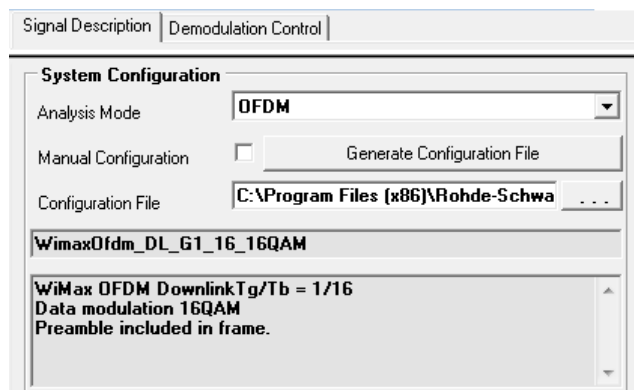 Signal Description Demodulation Control
System Configuration
Analysis Mode OFDM
Manual Configuration Generate Configuration File
Configuration File C:\Program Files (x86)\Rohde-Schwa ...
WimaxOfdm_DL_G1_16_16QAM
WiMax OFDM DownlinkTg/Tb = 1/16
Data modulation 16QAM
Preamble included in frame.